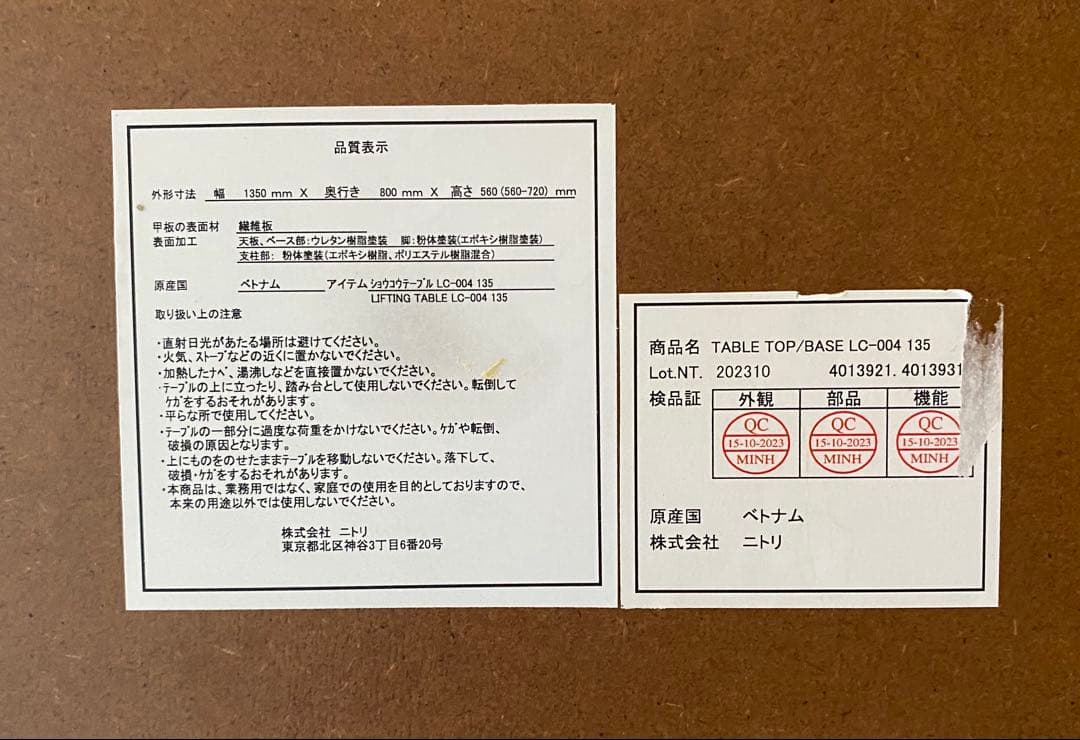 品質表示
外形寸法 幅 1350 mm X 奥行き 800 mm X 高さ 560 (560-720) mm
甲板の表面材 繊維板
表面加工 天板、ベース部：ウレタン樹脂塗装 脚：粉体塗装(エポキシ樹脂塗装)
支柱部： 粉体塗装(エポキシ樹脂、ポリエステル樹脂混合)
原産国 ベトナム アイテム ショウコウテーブル LC-004 135
LIFTING TABLE LC-004 135
取り扱い上の注意
・直射日光があたる場所は避けてください。
・火気、ストーブなどの近くに置かないでください。
・加熱したナベ、湯沸しなどを直接置かないでください。
・テーブルの上に立ったり、踏み台として使用しないでください。転倒して
ケガをするおそれがあります。
・平らな所で使用してください。
・テーブルの一部分に過度な荷重をかけないでください。ケガや転倒、
破損の原因となります。
・上にものをのせたままテーブルを移動しないでください。落下して、
破損・ケガをするおそれがあります。
・本商品は、業務用ではなく、家庭での使用を目的としておりますので、
本来の用途以外では使用しないでください。
株式会社 ニトリ
東京都北区神谷3丁目6番20号
商品名 TABLE TOP/BASE LC-004 135
Lot.NT. 202310 4013921. 4013931
検品証 外観 部品 機能
QC QC QC
15-10-2023 15-10-2023 15-10-2023
MINH MINH MINH
原産国 ベトナム
株式会社 ニトリ